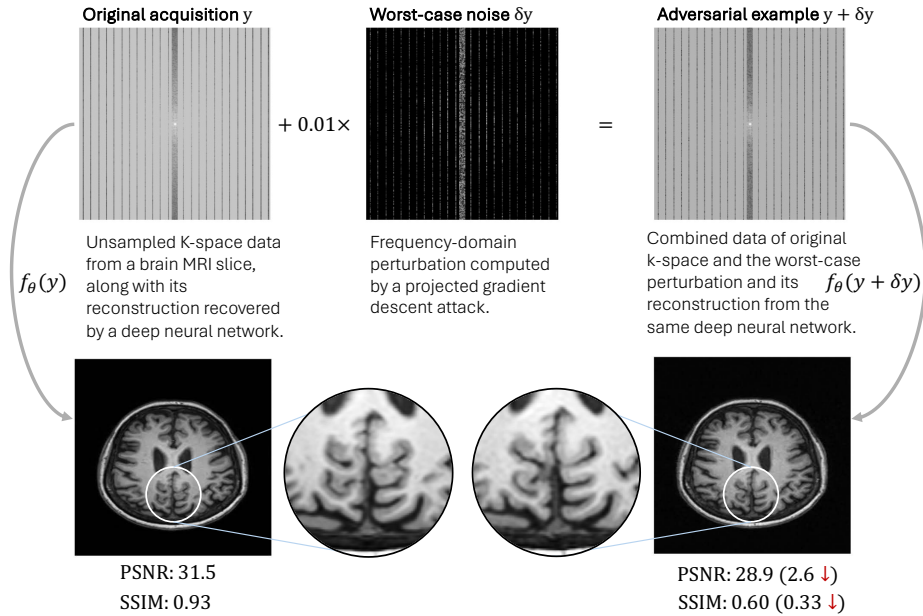 Original acquisition y
Worst-case noise δy
Adversarial example y + δy
+ 0.01×
=
Unsampled K-space data
from a brain MRI slice,
along with its
reconstruction recovered
by a deep neural network.
Frequency-domain
perturbation computed
by a projected gradient
descent attack.
Combined data of original
k-space and the worst-case
perturbation and its
reconstruction from the
same deep neural network.
f_θ(y)
f_θ(y + δy)
PSNR: 31.5
SSIM: 0.93
PSNR: 28.9 (2.6 ↓)
SSIM: 0.60 (0.33 ↓)